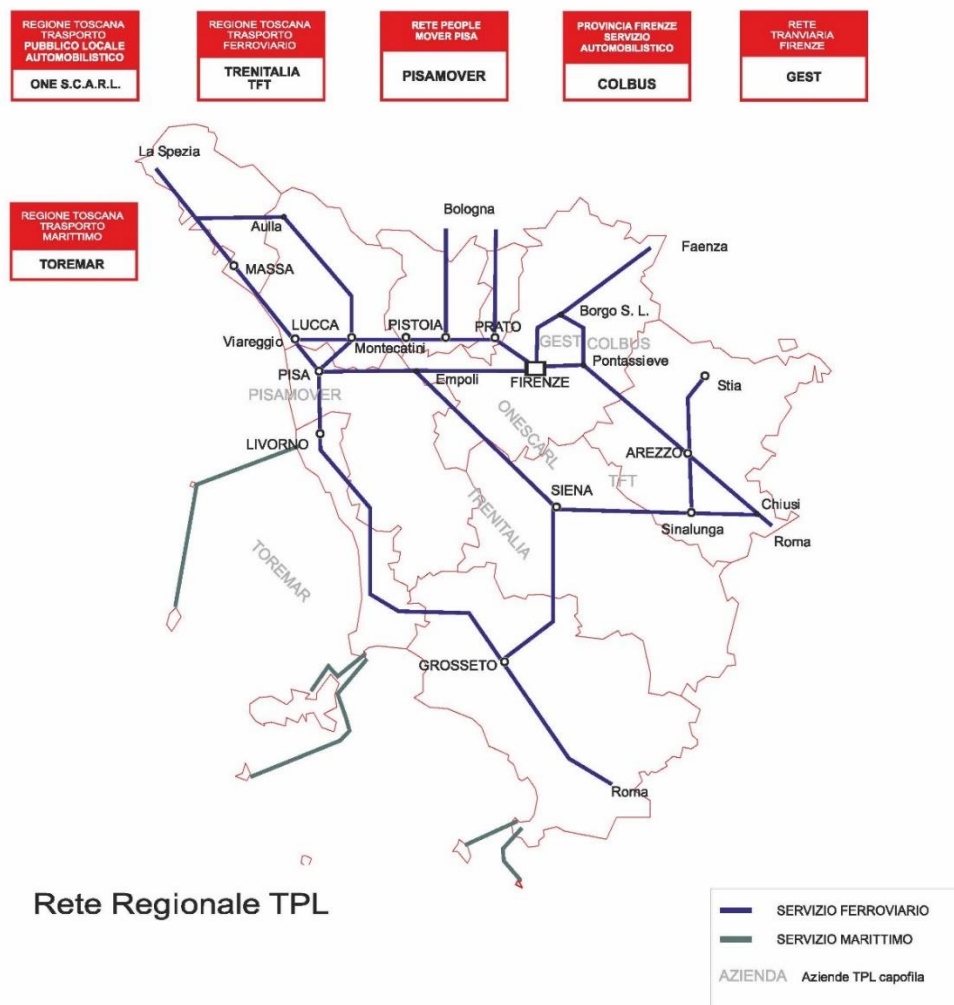 REGIONE TOSCANA
TRASPORTO
PUBBLICO LOCALE
AUTOMOBILISTICO
ONE S.C.A.R.L.
REGIONE TOSCANA
TRASPORTO
FERROVIARIO
TRENITALIA
TFT
RETE PEOPLE
MOVER PISA
PISAMOVER
PROVINCIA FIRENZE
SERVIZIO
AUTOMOBILISTICO
COLBUS
RETE
TRANVIARIA
FIRENZE
GEST
REGIONE TOSCANA
TRASPORTO
MARITTIMO
TOREMAR
La Spezia
Aulla
Bologna
Faenza
MASSA
Borgo S. L.
LUCCA
PISTOIA
PRATO
Viareggio
Montecatini
GEST
COLBUS
Pontassieve
PISA
Empoli
FIRENZE
Stia
PISAMOVER
ONESCARL
LIVORNO
AREZZO
TFT
SIENA
TRENITALIA
Chiusi
Sinalunga
Roma
TOREMAR
GROSSETO
Roma
Rete Regionale TPL
SERVIZIO FERROVIARIO
SERVIZIO MARITTIMO
AZIENDA Aziende TPL capofila